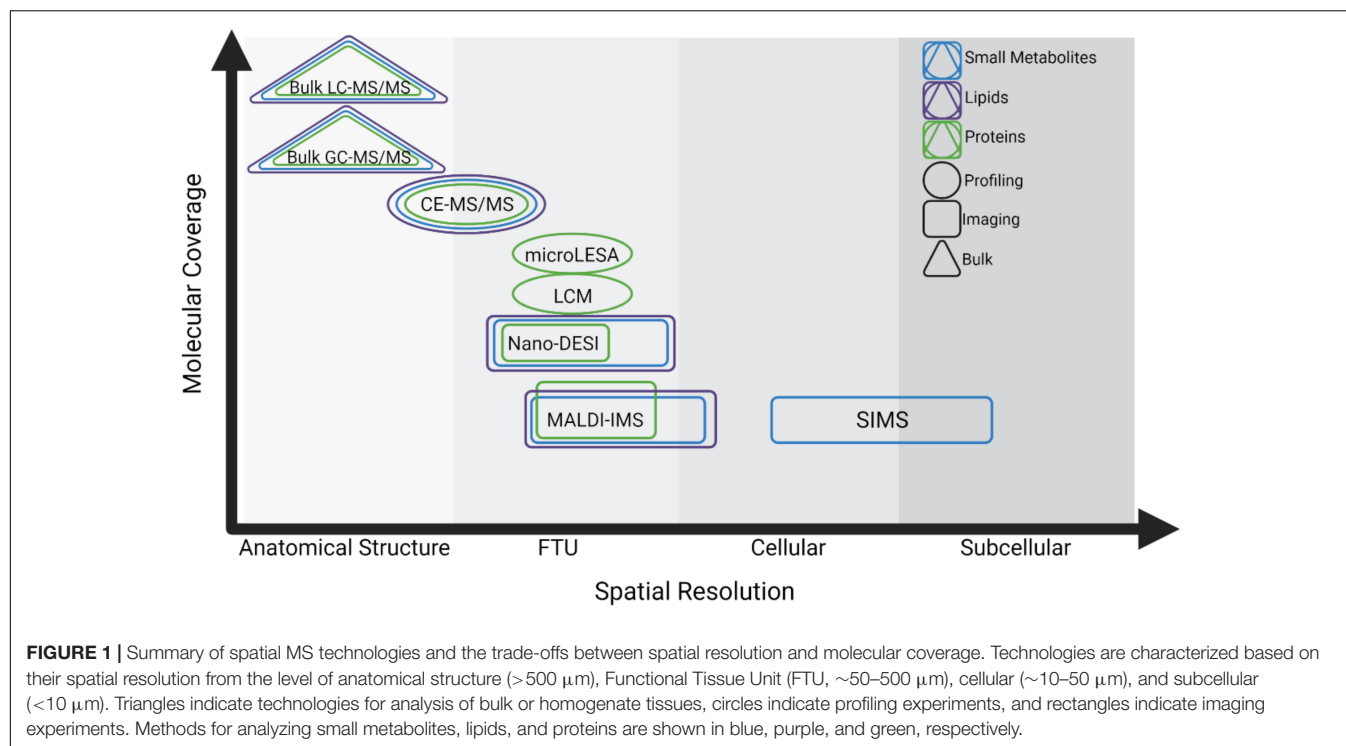 Molecular Coverage
Bulk LC-MS/MS
Bulk GC-MS/MS
CE-MS/MS
microLESA
LCM
Nano-DESI
MALDI-IMS
SIMS
Small Metabolites
Lipids
Proteins
Profiling
Imaging
Bulk
Anatomical Structure
FTU
Cellular
Subcellular
Spatial Resolution
FIGURE 1 | Summary of spatial MS technologies and the trade-offs between spatial resolution and molecular coverage. Technologies are characterized based on
their spatial resolution from the level of anatomical structure (>500 μm), Functional Tissue Unit (FTU, ~50–500 μm), cellular (~10–50 μm), and subcellular
(<10 μm). Triangles indicate technologies for analysis of bulk or homogenate tissues, circles indicate profiling experiments, and rectangles indicate imaging
experiments. Methods for analyzing small metabolites, lipids, and proteins are shown in blue, purple, and green, respectively.